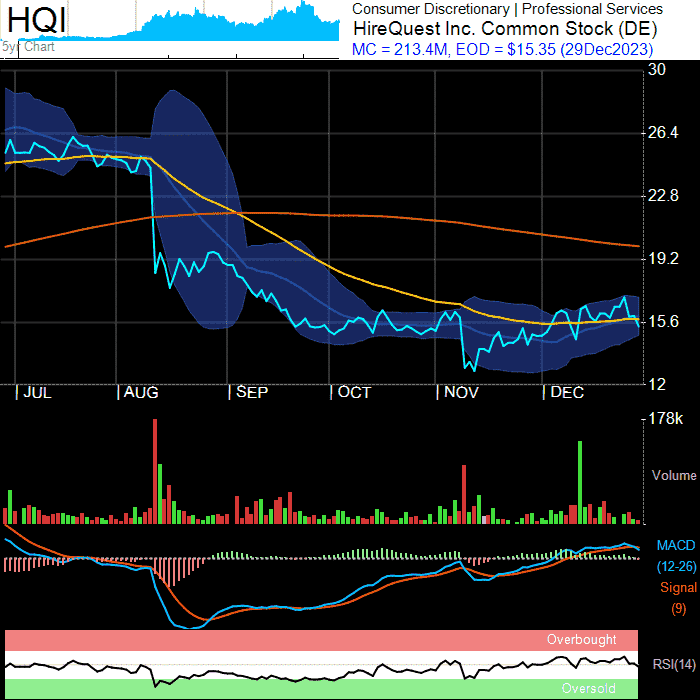 HQI
5yr Chart
Consumer Discretionary | Professional Services
HireQuest Inc. Common Stock (DE)
MC = 213.4M, EOD = $15.35 (29Dec2023)
30
26.4
22.8
19.2
15.6
12
JUL AUG SEP OCT NOV DEC
178k
Volume
MACD
(12-26)
Signal
(9)
Overbought
RSI(14)
Oversold